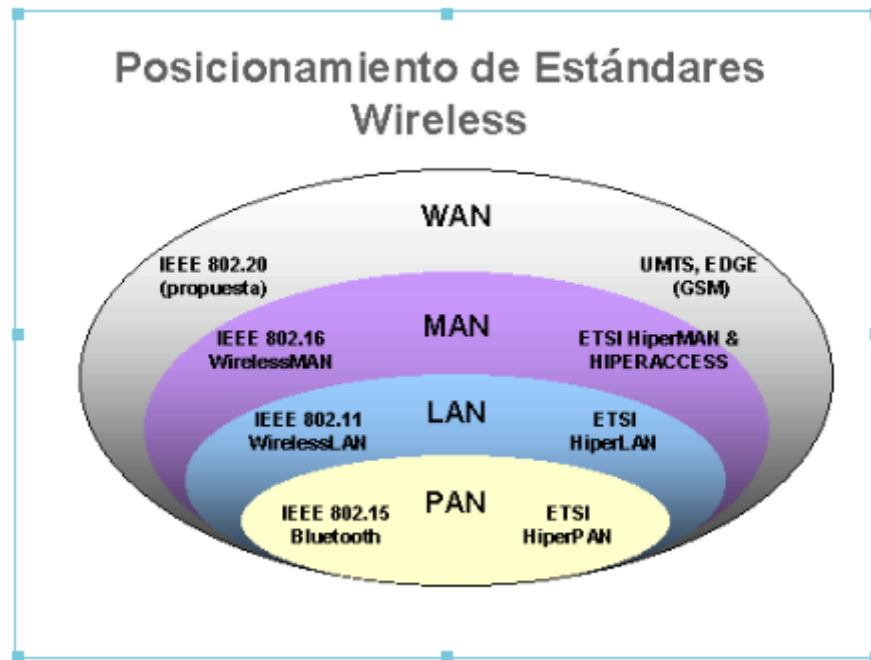 Posicionamiento de Estándares
Wireless
WAN
IEEE 802.20
(propuesta)
UMTS, EDGE
(GSM)
MAN
IEEE 802.16
WirelessMAN
ETSI HiperMAN &
HIPERACCESS
LAN
IEEE 802.11
WirelessLAN
ETSI
HiperLAN
PAN
IEEE 802.15
Bluetooth
ETSI
HiperPAN